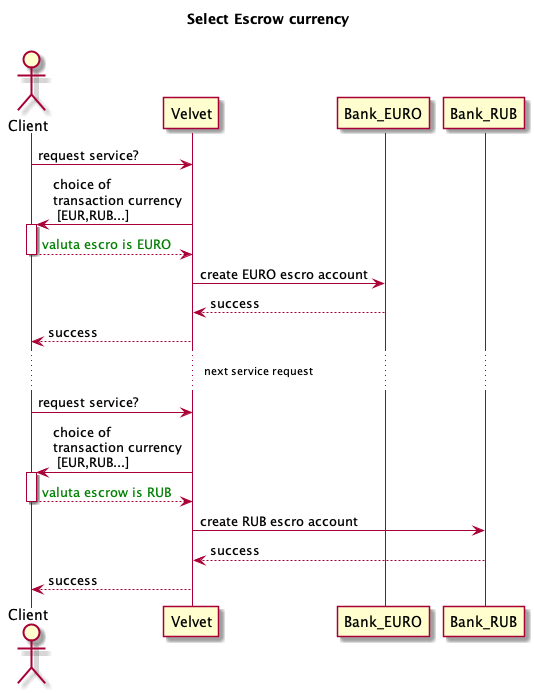 Select Escrow currency
Client
Velvet
Bank_EURO
Bank_RUB
request service?
choice of
transaction currency
[EUR,RUB...]
valuta escro is EURO
create EURO escro account
success
success
next service request
request service?
choice of
transaction currency
[EUR,RUB...]
valuta escrow is RUB
create RUB escro account
success
success
Client
Velvet
Bank_EURO
Bank_RUB